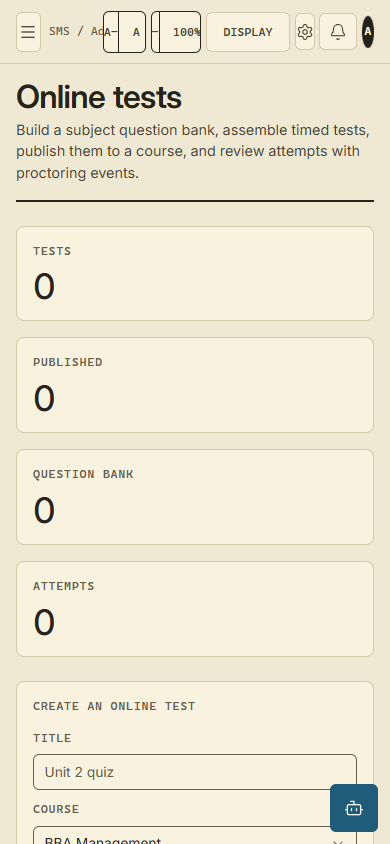 SMS / Ad
A− A
− 100%
DISPLAY
A
Online tests
Build a subject question bank, assemble timed tests,
publish them to a course, and review attempts with
proctoring events.
TESTS
0
PUBLISHED
0
QUESTION BANK
0
ATTEMPTS
0
CREATE AN ONLINE TEST
TITLE
Unit 2 quiz
COURSE
BBA Management